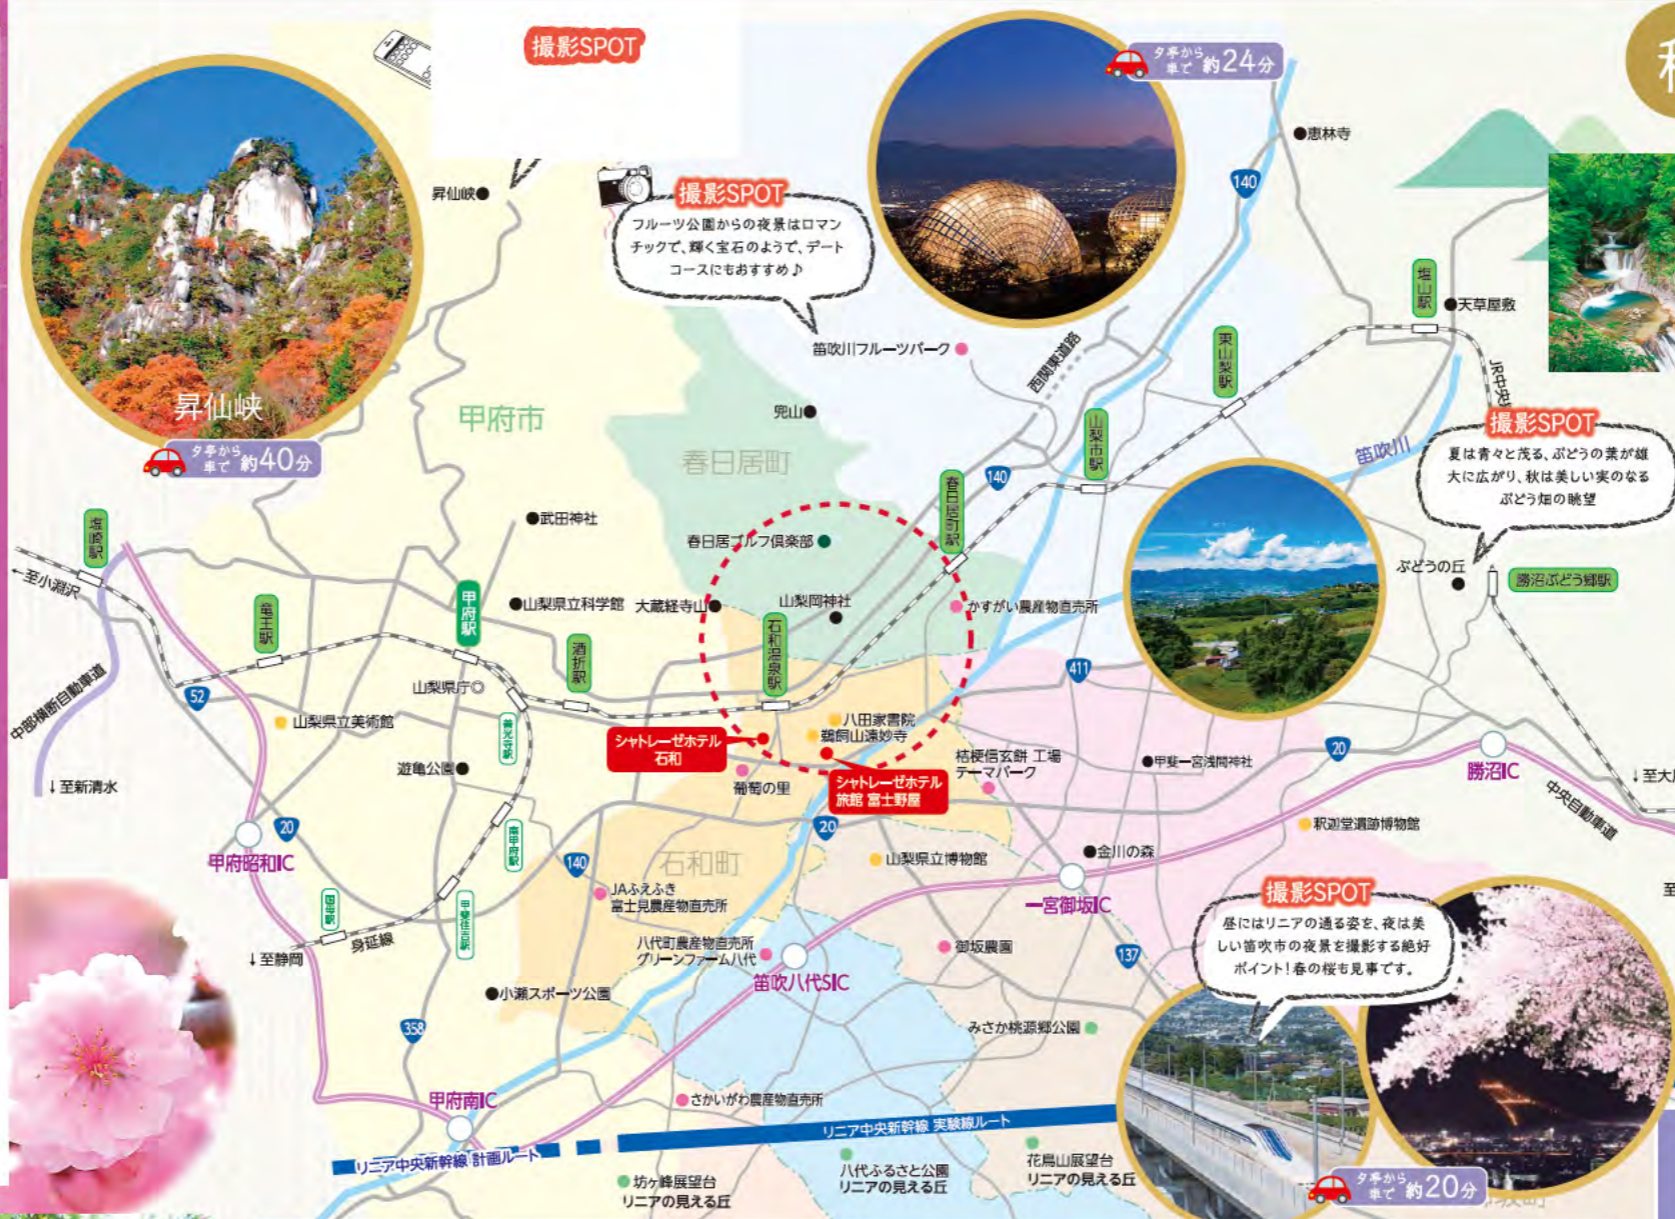 撮影SPOT
夕亭から
車で 約24分
恵林寺
昇仙峡
140
撮影SPOT
フルーツ公園からの夜景はロマン
チックで、輝く宝石のようで、デート
コースにもおすすめ♪
塩山駅
天草屋敷
笛吹川フルーツパーク
西関東道路
東山梨駅
JR中央
昇仙峡
夕亭から
車で 約40分
甲府市
兜山
春日居町
山梨市駅
笛吹川
撮影SPOT
夏は青々と茂る、ぶどうの葉が雄
大に広がり、秋は美しい実のなる
ぶどう畑の眺望
140
春日居町駅
塩崎駅
武田神社
春日居ゴルフ倶楽部
←至小淵沢
ぶどうの丘
勝沼ぶどう郷駅
竜王駅
甲府駅
山梨県立科学館
大蔵経寺山
山梨岡神社
かすがい農産物直売所
酒折駅
石和温泉駅
411
52
山梨県庁◎
中部横断自動車道
山梨県立美術館
善光寺駅
八田家書院
鵜飼山遠妙寺
シャトレーゼホテル
石和
桔梗信玄餅 工場
テーマパーク
甲斐一宮浅間神社
20
勝沼IC
↓至新清水
遊亀公園
葡萄の里
シャトレーゼホテル
旅館 富士野屋
↓至大
中央自動車道
20
20
釈迦堂遺跡博物館
甲府昭和IC
南甲府駅
140
石和町
山梨県立博物館
金川の森
JAふえふき
富士見農産物直売所
一宮御坂IC
至
撮影SPOT
昼にはリニアの通る姿を、夜は美
しい笛吹市の夜景を撮影する絶好
ポイント!春の桜も見事です。
国母駅
甲斐住吉駅
身延線
↓至静岡
八代町農産物直売所
グリーンファーム八代
御坂農園
137
笛吹八代SIC
小瀬スポーツ公園
358
みさか桃源郷公園
甲府南IC
さかいがわ農産物直売所
リニア中央新幹線 実験線ルート
リニア中央新幹線 計画ルート
坊ヶ峰展望台
リニアの見える丘
八代ふるさと公園
リニアの見える丘
花鳥山展望台
リニアの見える丘
夕亭から
車で 約20分